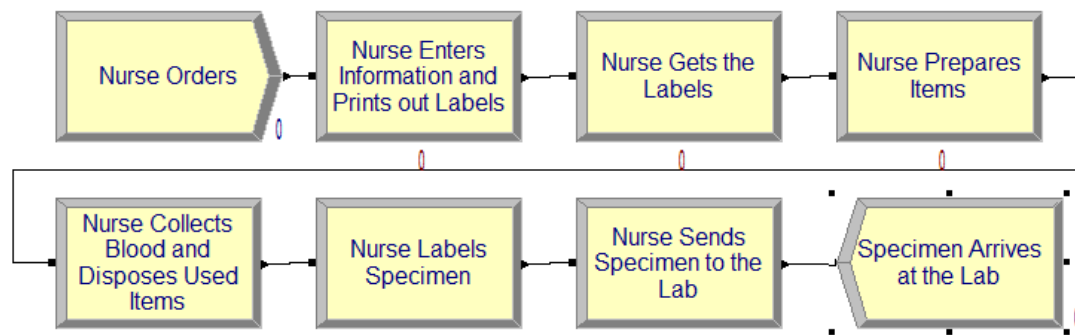 Nurse Orders
Nurse Enters
Information and
Prints out Labels
Nurse Gets the
Labels
Nurse Prepares
Items
0
0
0
0
Nurse Collects
Blood and
Disposes Used
Items
Nurse Labels
Specimen
Nurse Sends
Specimen to the
Lab
Specimen Arrives
at the Lab